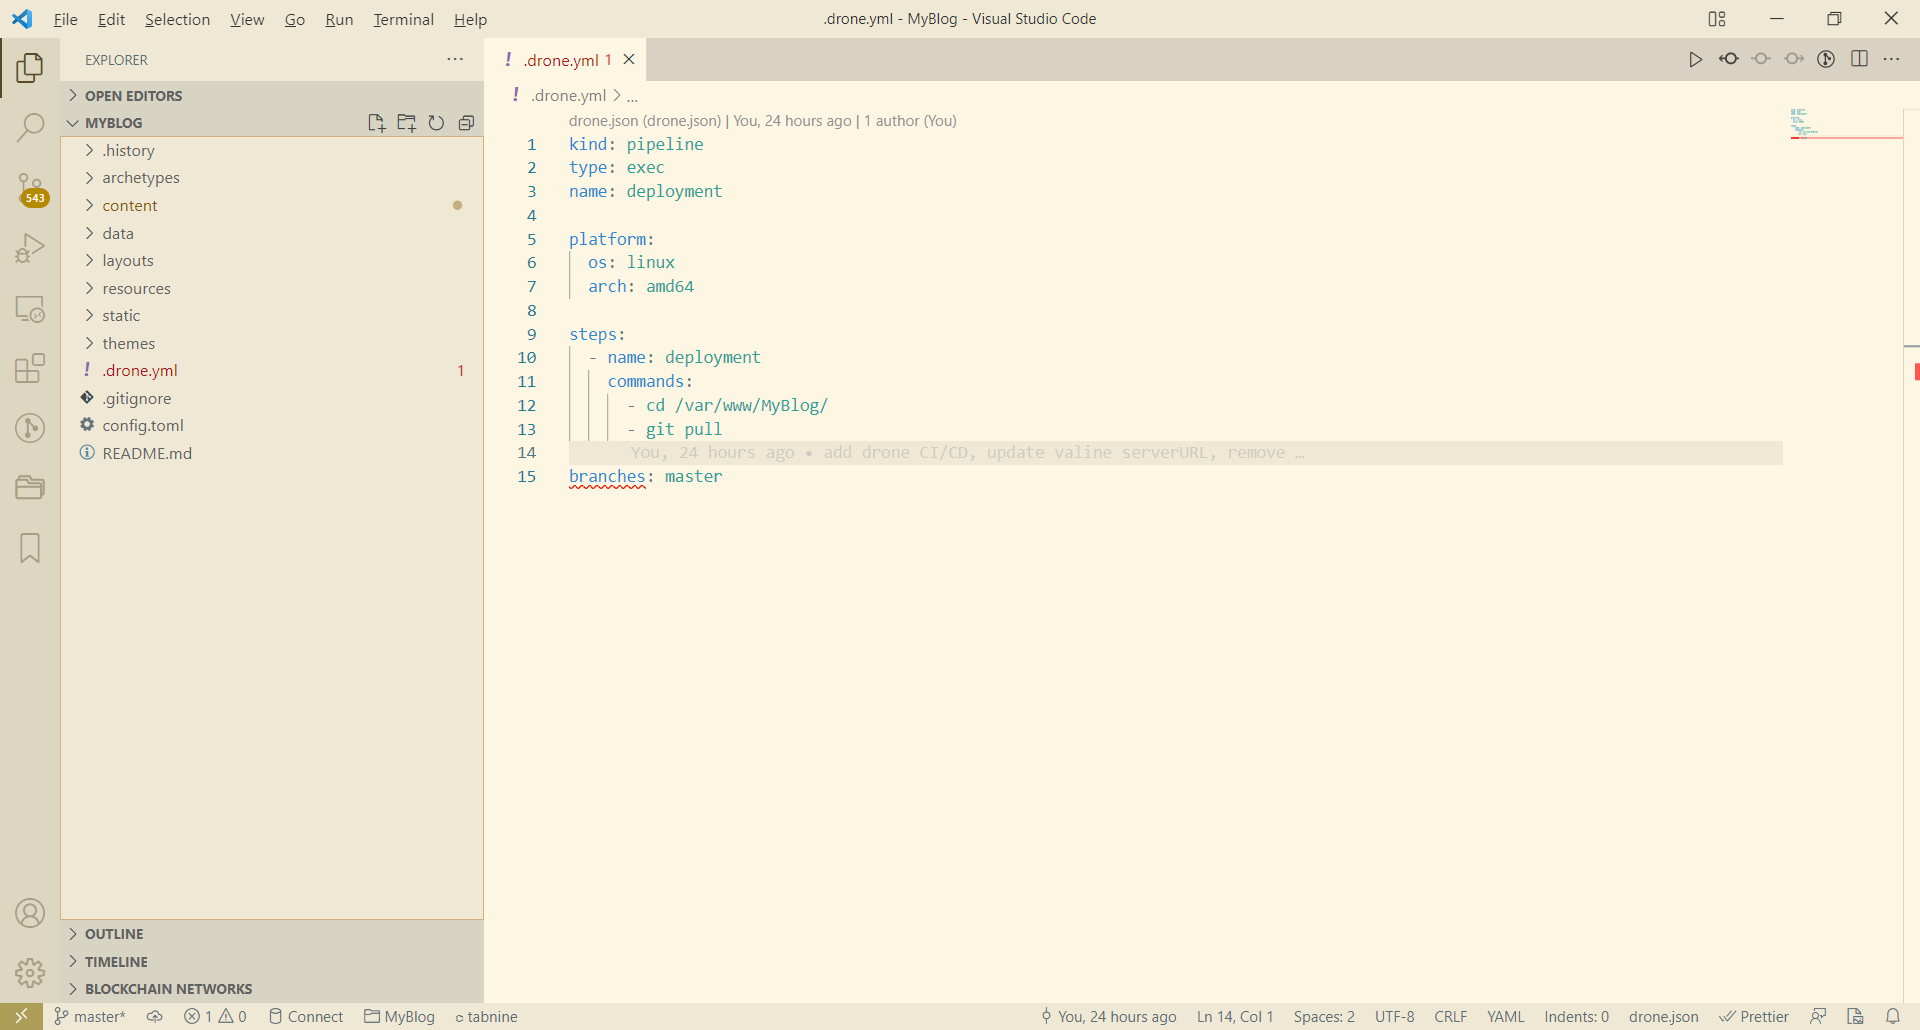 File Edit Selection View Go Run Terminal Help
.drone.yml - MyBlog - Visual Studio Code
EXPLORER
OPEN EDITORS
MYBLOG
.history
archetypes
content
data
layouts
resources
static
themes
! .drone.yml 1
.gitignore
config.toml
README.md
OUTLINE
TIMELINE
BLOCKCHAIN NETWORKS
543
! .drone.yml 1
! .drone.yml > ...
drone.json (drone.json) | You, 24 hours ago | 1 author (You)
1 kind: pipeline
2 type: exec
3 name: deployment
4
5 platform:
6 os: linux
7 arch: amd64
8
9 steps:
10 - name: deployment
11 commands:
12 - cd /var/www/MyBlog/
13 - git pull
14 You, 24 hours ago • add drone CI/CD, update valine serverURL, remove …
15 branches: master
master* 1 0 Connect MyBlog tabnine
You, 24 hours ago Ln 14, Col 1 Spaces: 2 UTF-8 CRLF YAML Indents: 0 drone.json Prettier